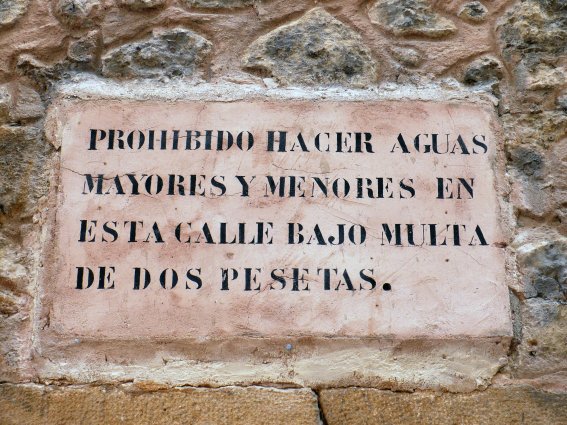 PROHIBIDO HACER AGUAS
MAYORES Y MENORES EN
ESTA CALLE BAJO MULTA
DE DOS PESETAS.